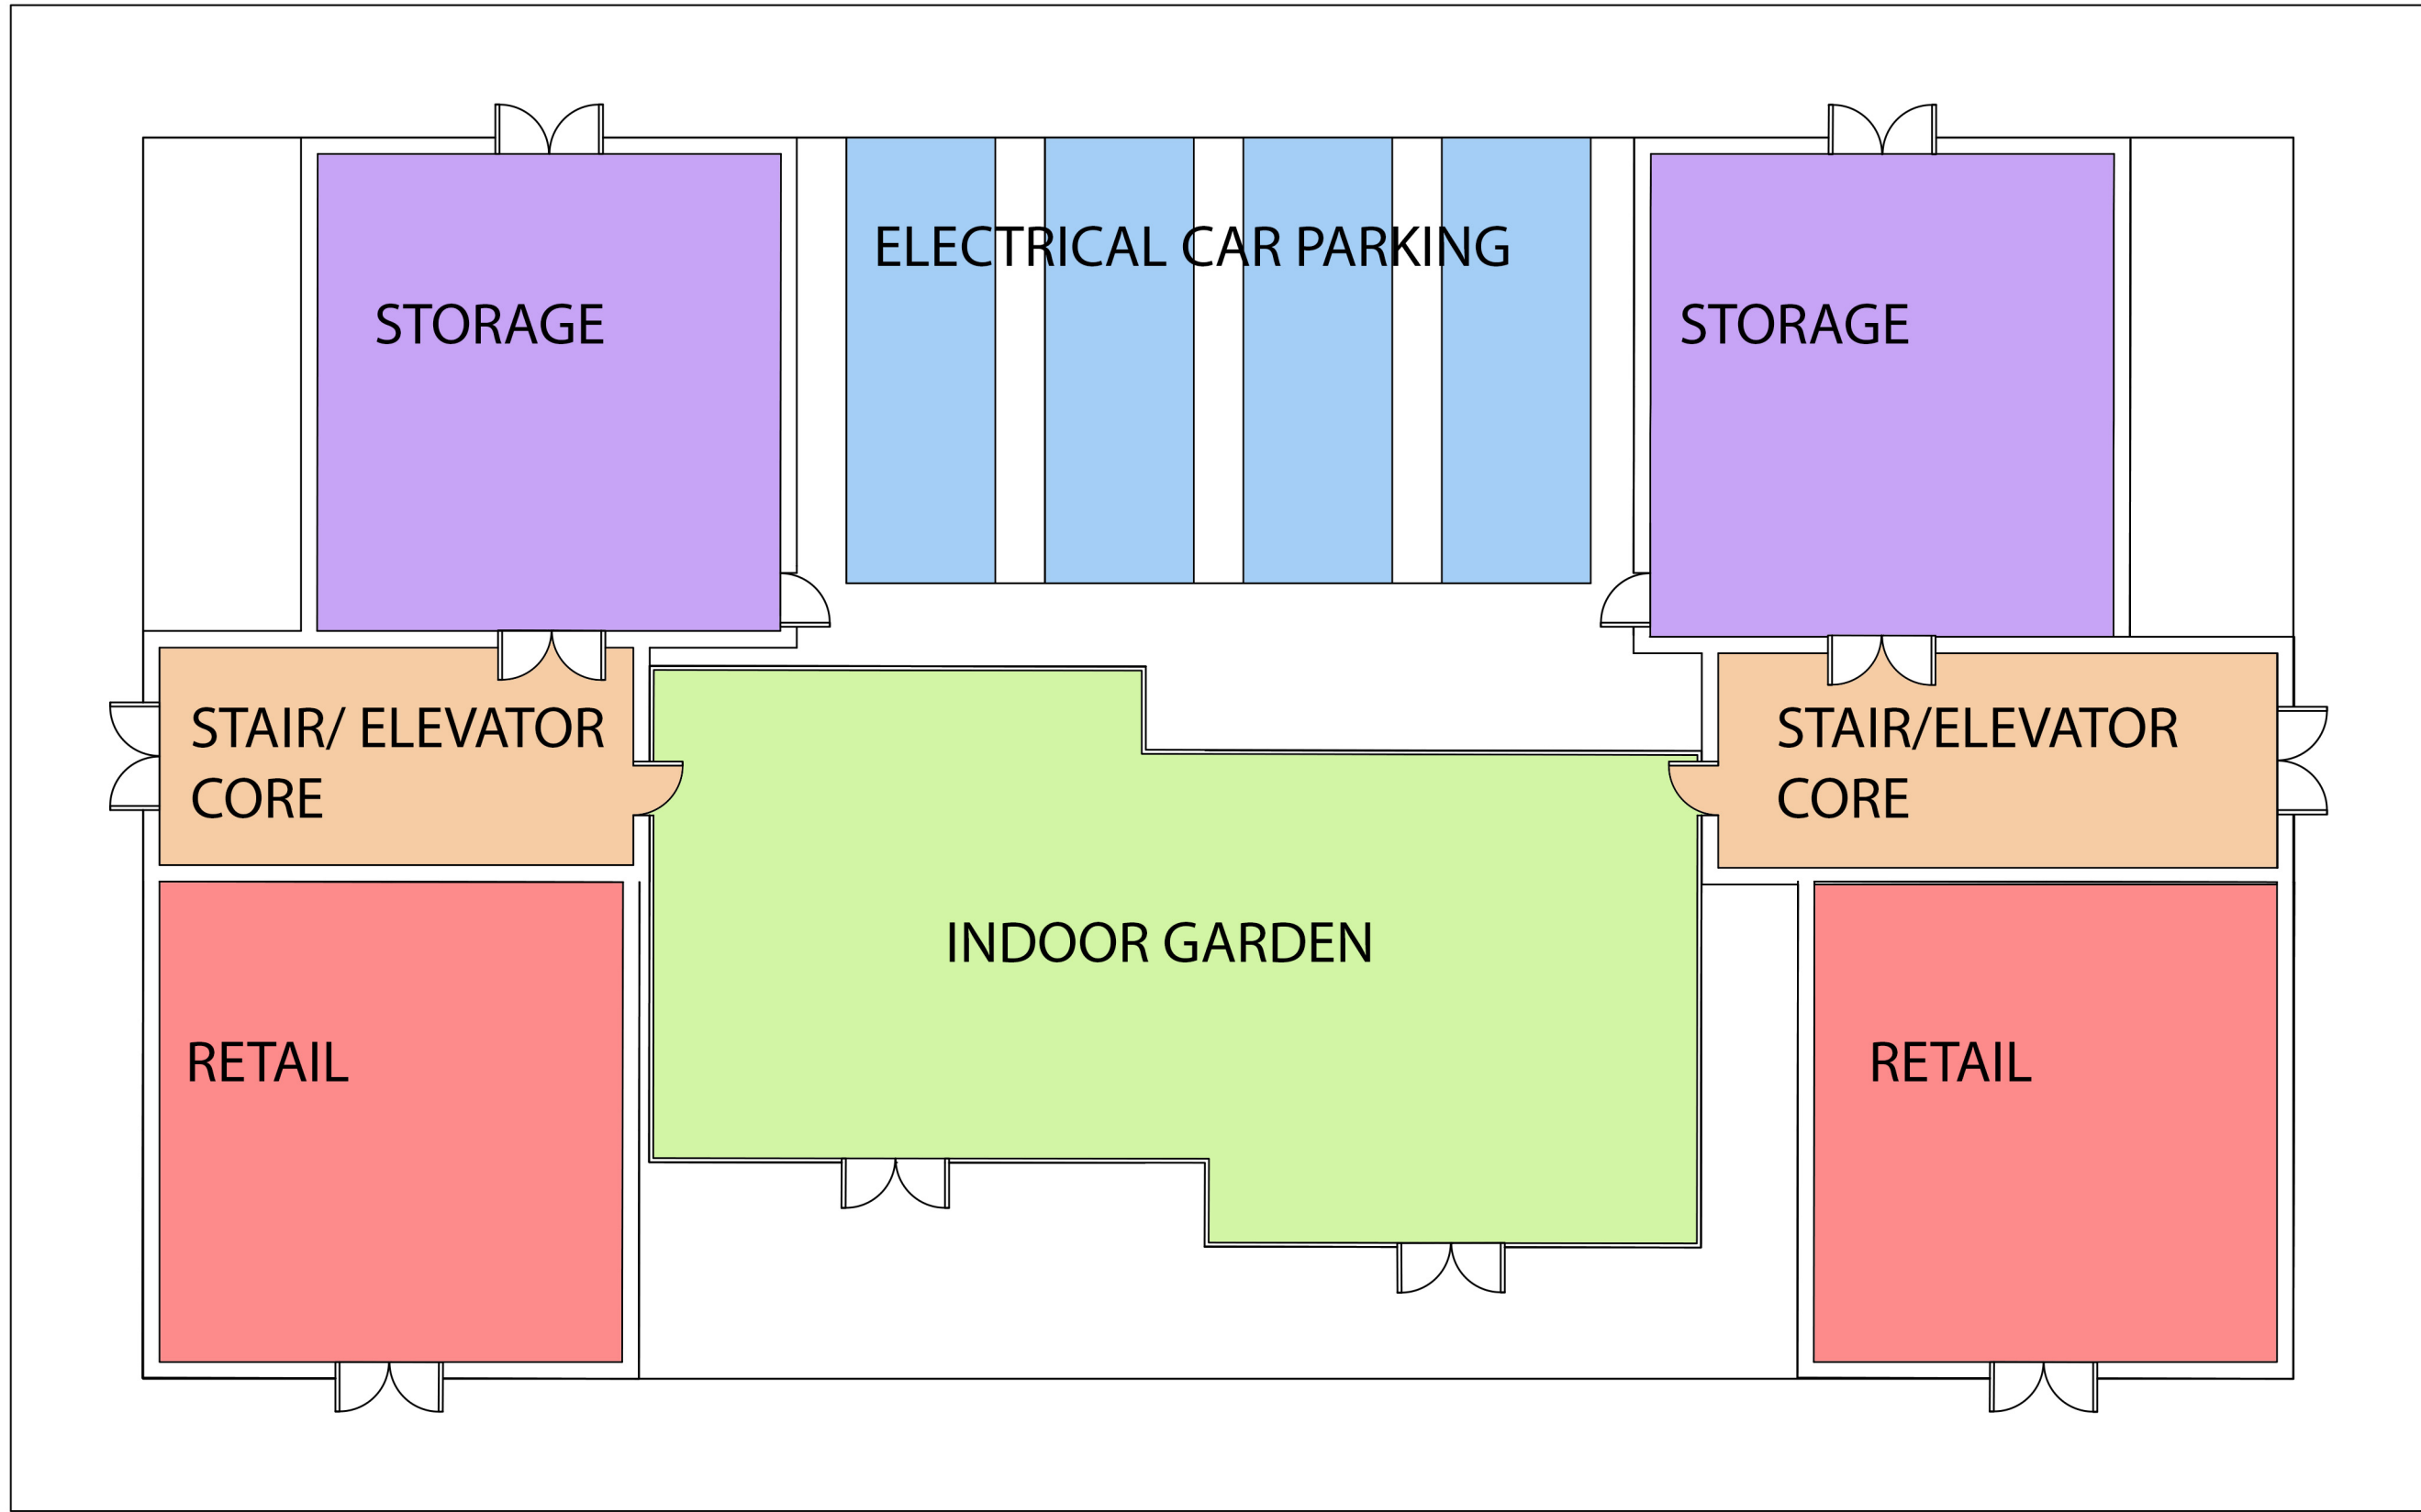 ELECTRICAL CAR PARKING
STORAGE
STORAGE
STAIR/ ELEVATOR
CORE
STAIR/ELEVATOR
CORE
INDOOR GARDEN
RETAIL
RETAIL